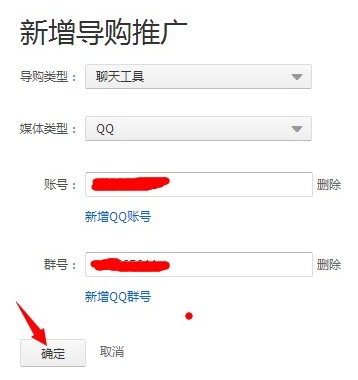 新增导购推广
导购类型： 聊天工具
媒体类型： QQ
账号： 删除
新增QQ账号
群号： 删除
新增QQ群号
确定 取消